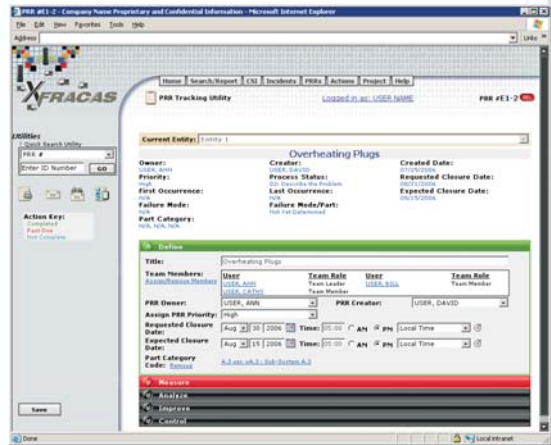 PRR #E1-2 - Company Name Proprietary and Confidential Information - Microsoft Internet Explorer
File Edit View Favorites Tools Help
Address
Links
XFRACAS
Home Search/Report CSI Incidents PRRs Actions Project Help
PRR Tracking Utility
Logged in as: USER NAME
PRR #E1-2
Utilities
Quick Search Utility
PRR #
Enter ID Number GO
Action Key:
Completed
Past Due
Not Complete
Save
Current Entity: Entity 1
Overheating Plugs
Owner: Creator: Created Date:
USER, ANN USER, DAVID 07/25/2006
Priority: Process Status: Requested Closure Date:
High D2: Describe the Problem 08/30/2006
First Occurrence: Last Occurrence: Expected Closure Date:
N/A N/A 08/15/2006
Failure Mode: Failure Mode/Part:
N/A Not Yet Determined
Part Category:
N/A, N/A, N/A
Define
Title: Overheating Plugs
Team Members: User Team Role User Team Role
Assign/Remove Members USER, ANN Team Leader USER, BILL Team Member
USER, CATHY Team Member
PRR Owner: USER, ANN PRR Creator: USER, DAVID
Assign PRR Priority: High
Requested Closure Date: Aug 30 2006 Time: 05:00 AM PM Local Time
Expected Closure Date: Aug 15 2006 Time: 05:00 AM PM Local Time
Part Category Code: Remove
Measure
Analyze
Improve
Control
Done
Local intranet